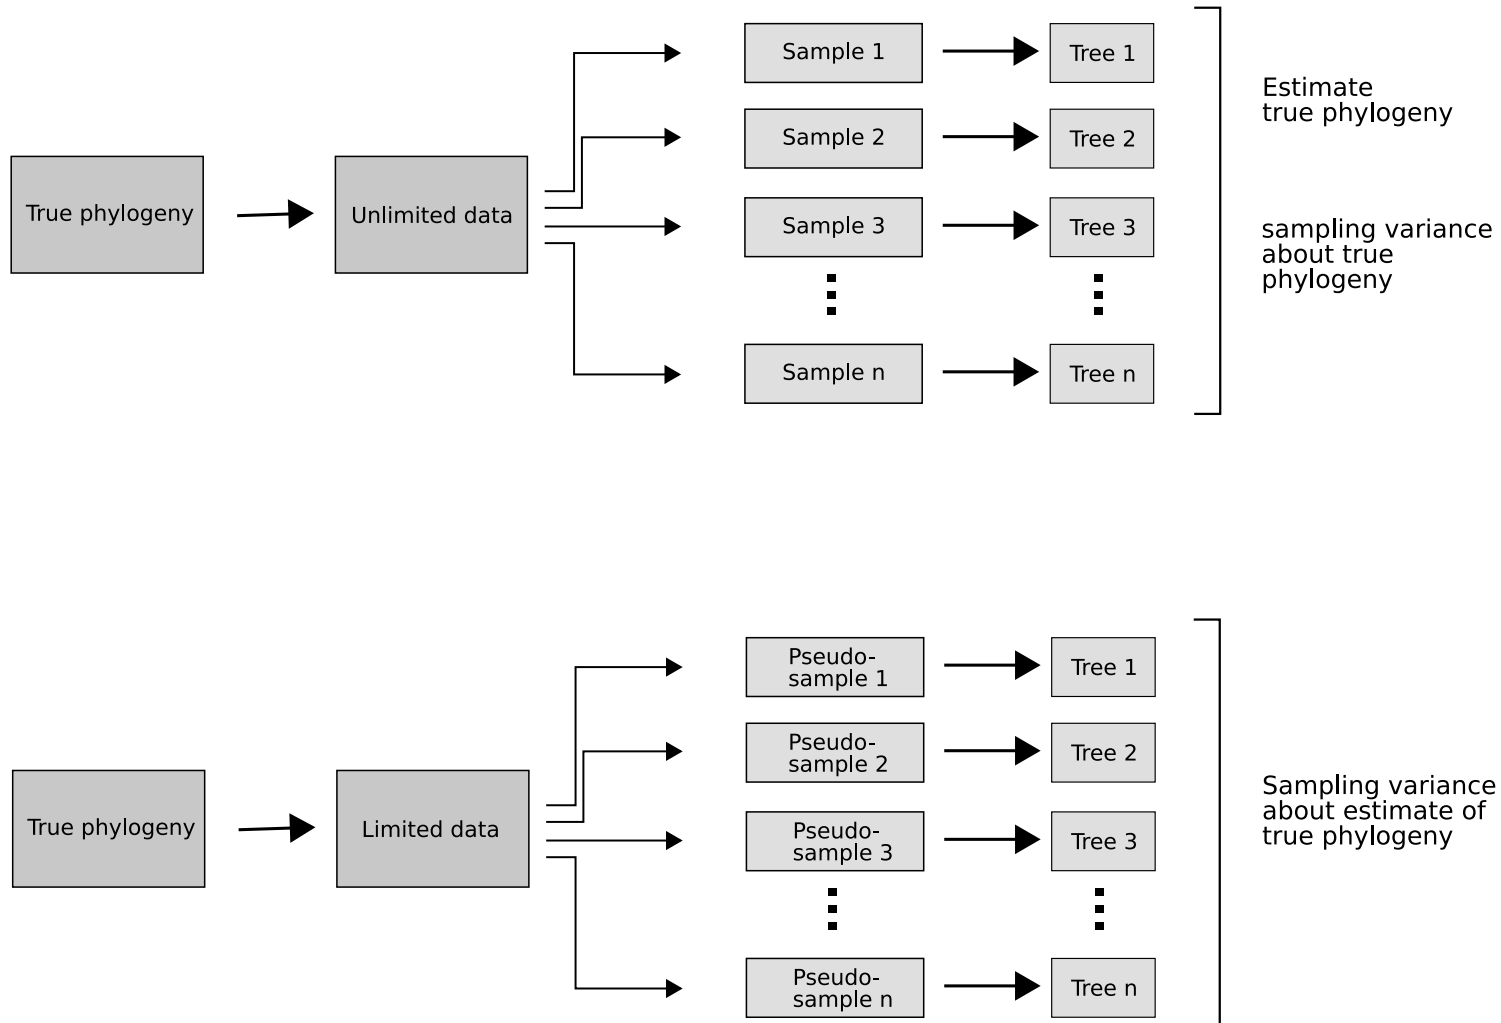 True phylogeny
Unlimited data
Sample 1
Tree 1
Sample 2
Tree 2
Sample 3
Tree 3
Sample n
Tree n
Estimate
true phylogeny
sampling variance
about true
phylogeny
True phylogeny
Limited data
Pseudo-
sample 1
Tree 1
Pseudo-
sample 2
Tree 2
Pseudo-
sample 3
Tree 3
Pseudo-
sample n
Tree n
Sampling variance
about estimate of
true phylogeny